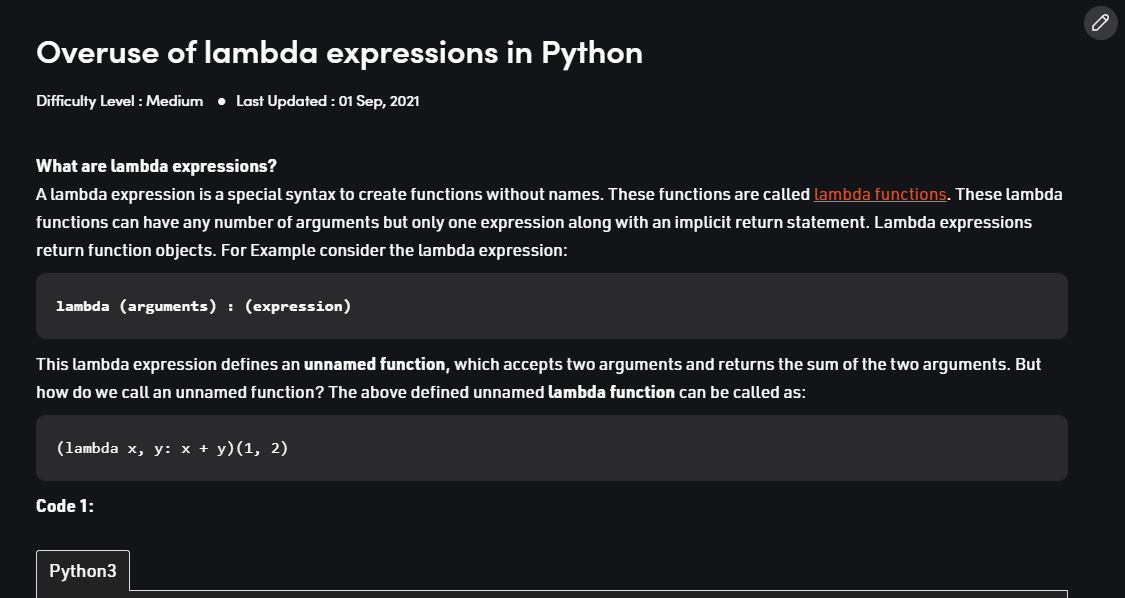 Overuse of lambda expressions in Python
Difficulty Level : Medium ● Last Updated : 01 Sep, 2021
What are lambda expressions?
A lambda expression is a special syntax to create functions without names. These functions are called lambda functions. These lambda
functions can have any number of arguments but only one expression along with an implicit return statement. Lambda expressions
return function objects. For Example consider the lambda expression:
lambda (arguments) : (expression)
This lambda expression defines an unnamed function, which accepts two arguments and returns the sum of the two arguments. But
how do we call an unnamed function? The above defined unnamed lambda function can be called as:
(lambda x, y: x + y)(1, 2)
Code 1:
Python3